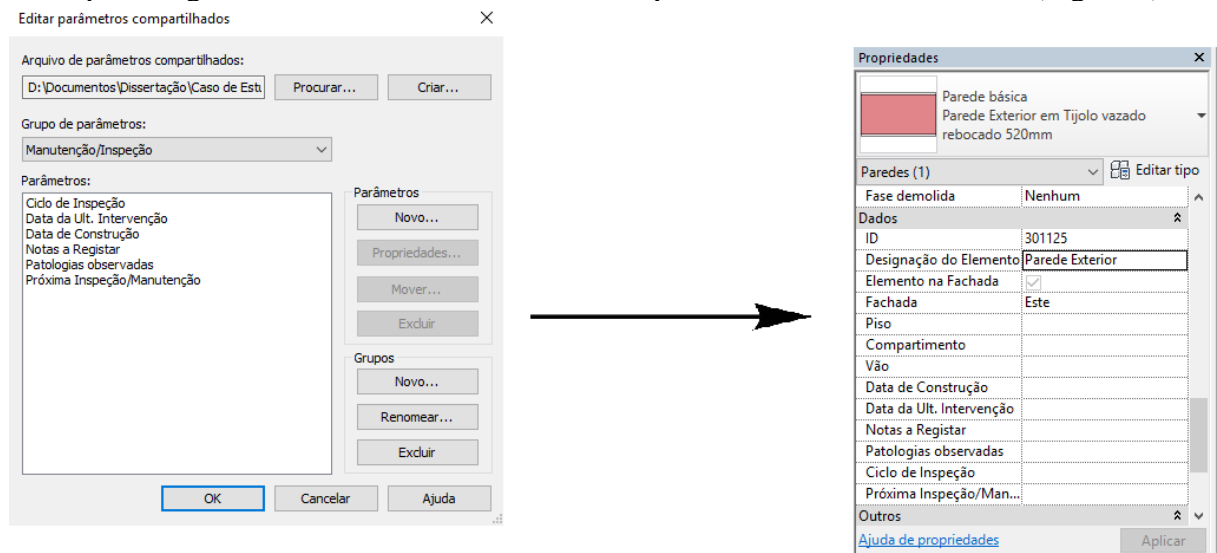 Editar parâmetros compartilhados
Arquivo de parâmetros compartilhados:
D:\Documentos\Dissertação\Caso de Estu
Procurar...
Criar...
Grupo de parâmetros:
Manutenção/Inspeção
Parâmetros:
Ciclo de Inspeção
Data da Ult. Intervenção
Data de Construção
Notas a Registar
Patologias observadas
Próxima Inspeção/Manutenção
Parâmetros
Novo...
Propriedades...
Mover...
Excluir
Grupos
Novo...
Renomear...
Excluir
OK
Cancelar
Ajuda
Propriedades
Parede básica
Parede Exterior em Tijolo vazado
rebocado 520mm
Paredes (1)
Editar tipo
Fase demolida Nenhum
Dados
ID 301125
Designação do Elemento Parede Exterior
Elemento na Fachada
Fachada Este
Piso
Compartimento
Vão
Data de Construção
Data da Ult. Intervenção
Notas a Registar
Patologias observadas
Ciclo de Inspeção
Próxima Inspeção/Man...
Outros
Ajuda de propriedades
Aplicar